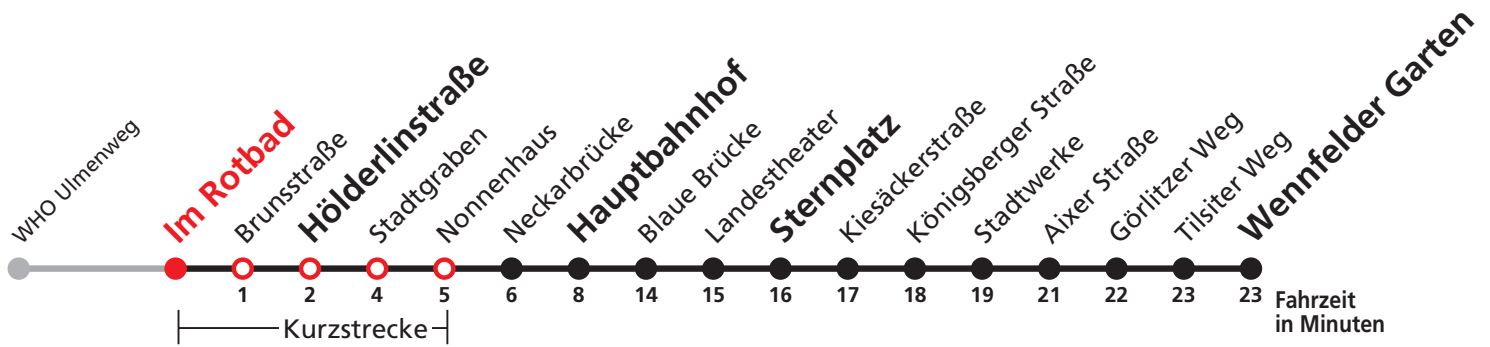 WHO Ulmenweg
Im Rotbad
Brunsstraße
Hölderlinstraße
Stadtgraben
Nonnenhaus
Neckarbrücke
Hauptbahnhof
Blaue Brücke
Landestheater
Sternplatz
Kiesäckerstraße
Königsberger Straße
Stadtwerke
Aixer Straße
Görlitzer Weg
Tilsiter Weg
Wennfelder Garten
1 2 4 5 6 8 14 15 16 17 18 19 21 22 23 23
Fahrzeit
in Minuten
Kurzstrecke